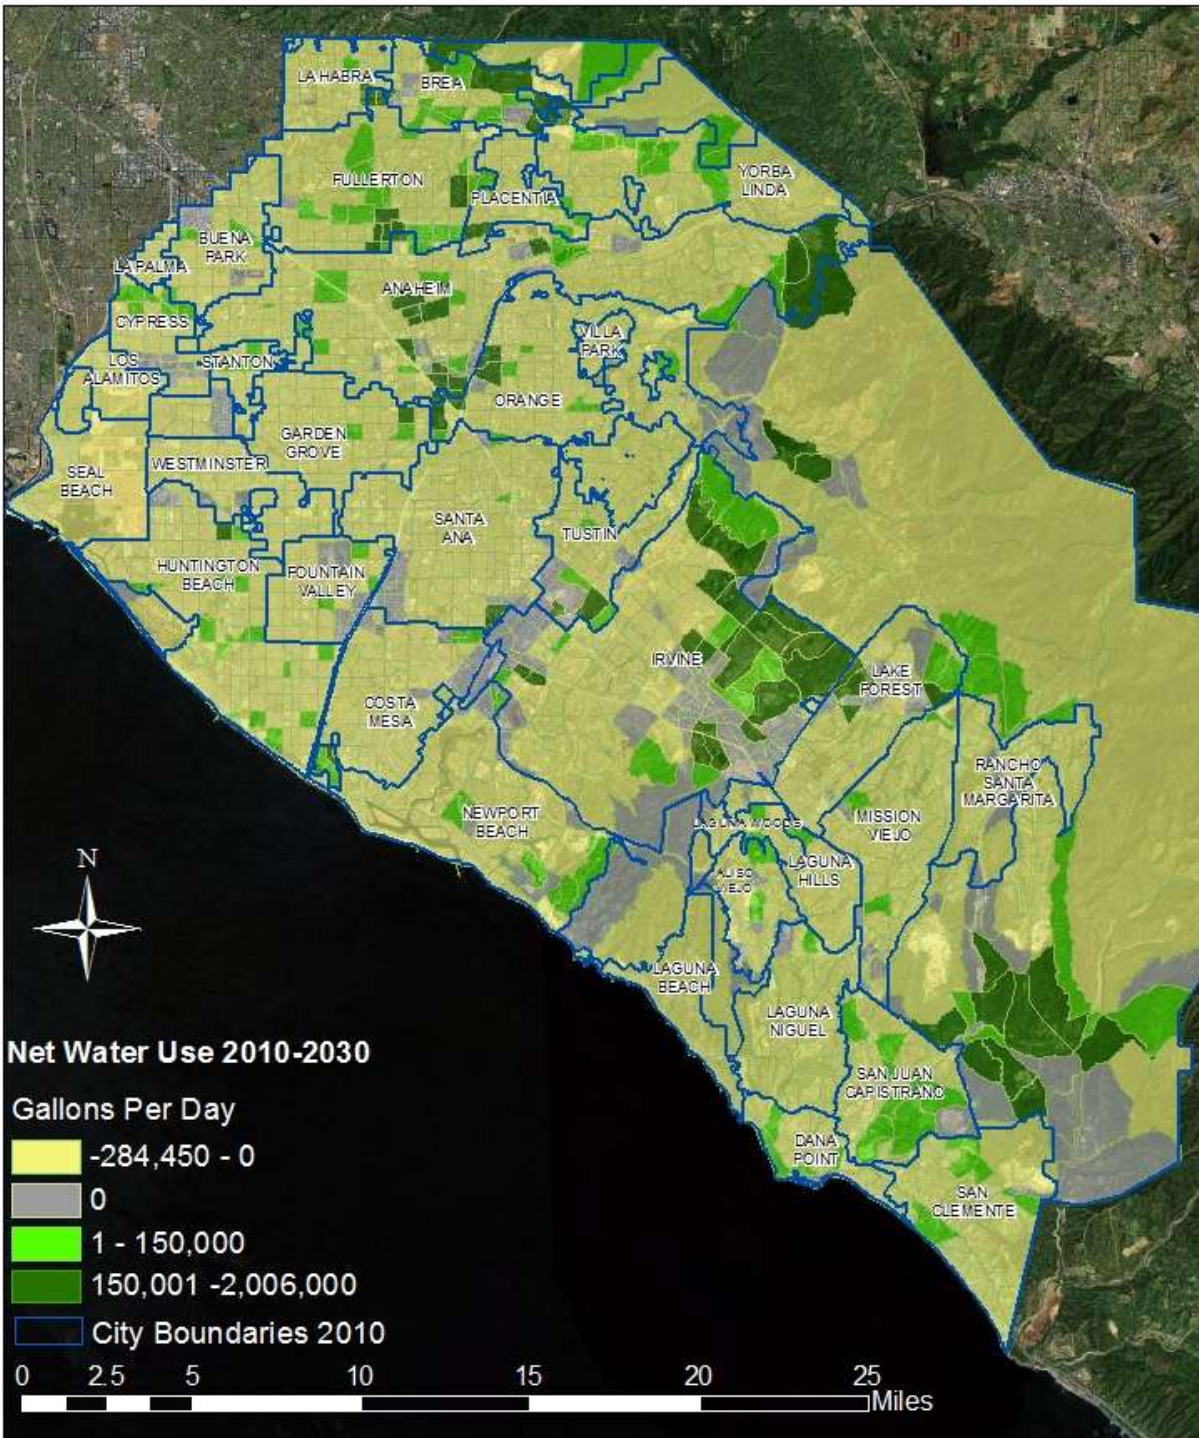 LA HABRA
BREA
FULLERTON
PLACENTIA
YORBA
LINDA
BUENA
PARK
LA PALMA
ANAHEIM
CYPRESS
VILLA
PARK
LOS
ALAMITOS
STANTON
ORANGE
GARDEN
GROVE
WESTMINSTER
SEAL
BEACH
SANTA
ANA
TUSTIN
HUNTINGTON
BEACH
FOUNTAIN
VALLEY
IRVINE
LAKE
FOREST
COSTA
MESA
RANCHO
SANTA
MARGARITA
NEWPORT
BEACH
LAGUNA WOODS
MISSION
VIEJO
LAGUNA
HILLS
ALISO
VIEJO
LAGUNA
BEACH
LAGUNA
NIGUEL
SAN JUAN
CAPISTRANO
DANA
POINT
SAN
CLEMENTE
N
Net Water Use 2010-2030
Gallons Per Day
-284,450 - 0
0
1 - 150,000
150,001 -2,006,000
City Boundaries 2010
0 2.5 5 10 15 20 25
Miles